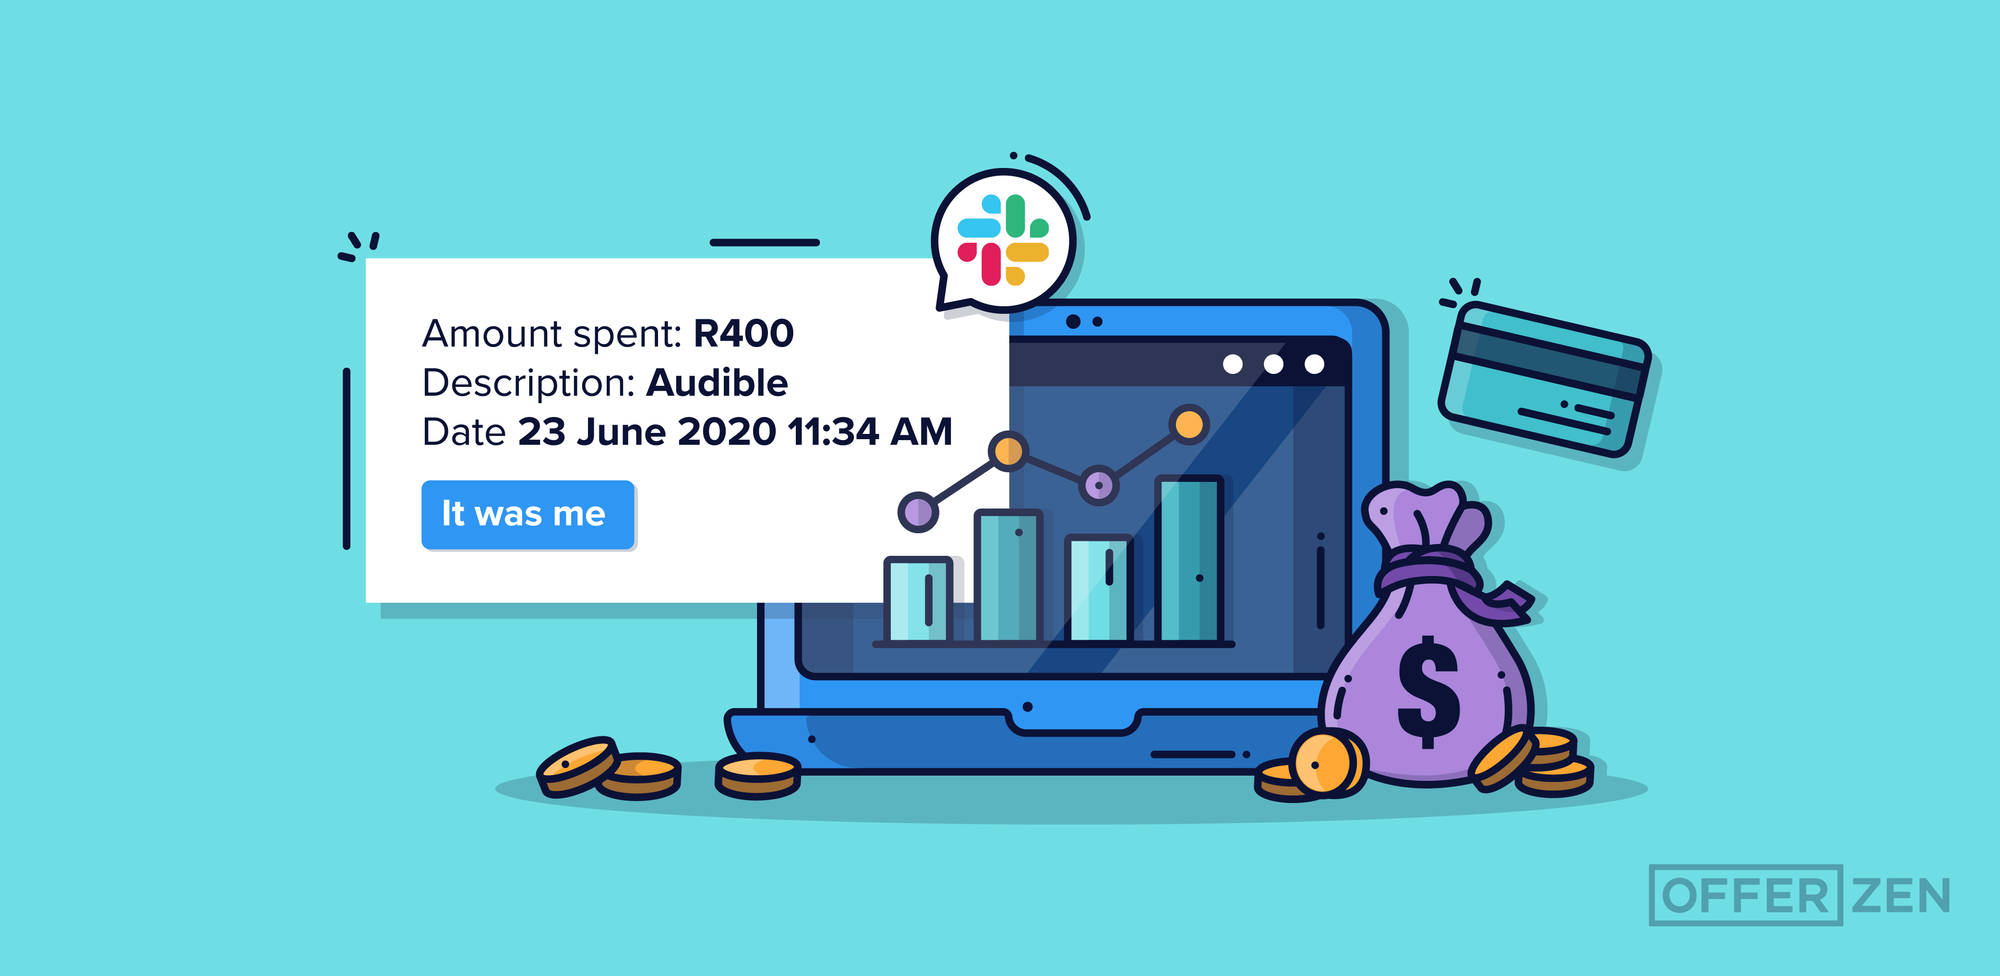 Amount spent: R400
Description: Audible
Date 23 June 2020 11:34 AM
It was me
$
OFFERZEN